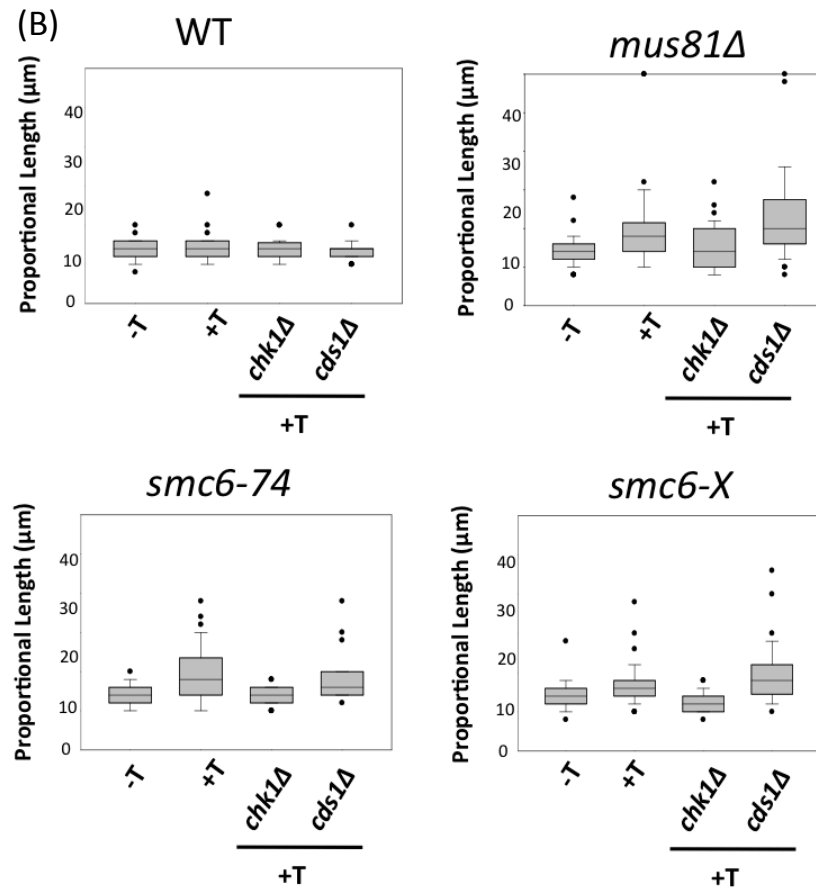 (B)
WT
Proportional Length (µm)
40
30
20
10
0
-T
+T
chk1Δ
cds1Δ
+T
mus81Δ
Proportional Length (µm)
40
30
20
10
0
-T
+T
chk1Δ
cds1Δ
+T
smc6-74
Proportional Length (µm)
40
30
20
10
0
-T
+T
chk1Δ
cds1Δ
+T
smc6-X
Proportional Length (µm)
40
30
20
10
0
-T
+T
chk1Δ
cds1Δ
+T